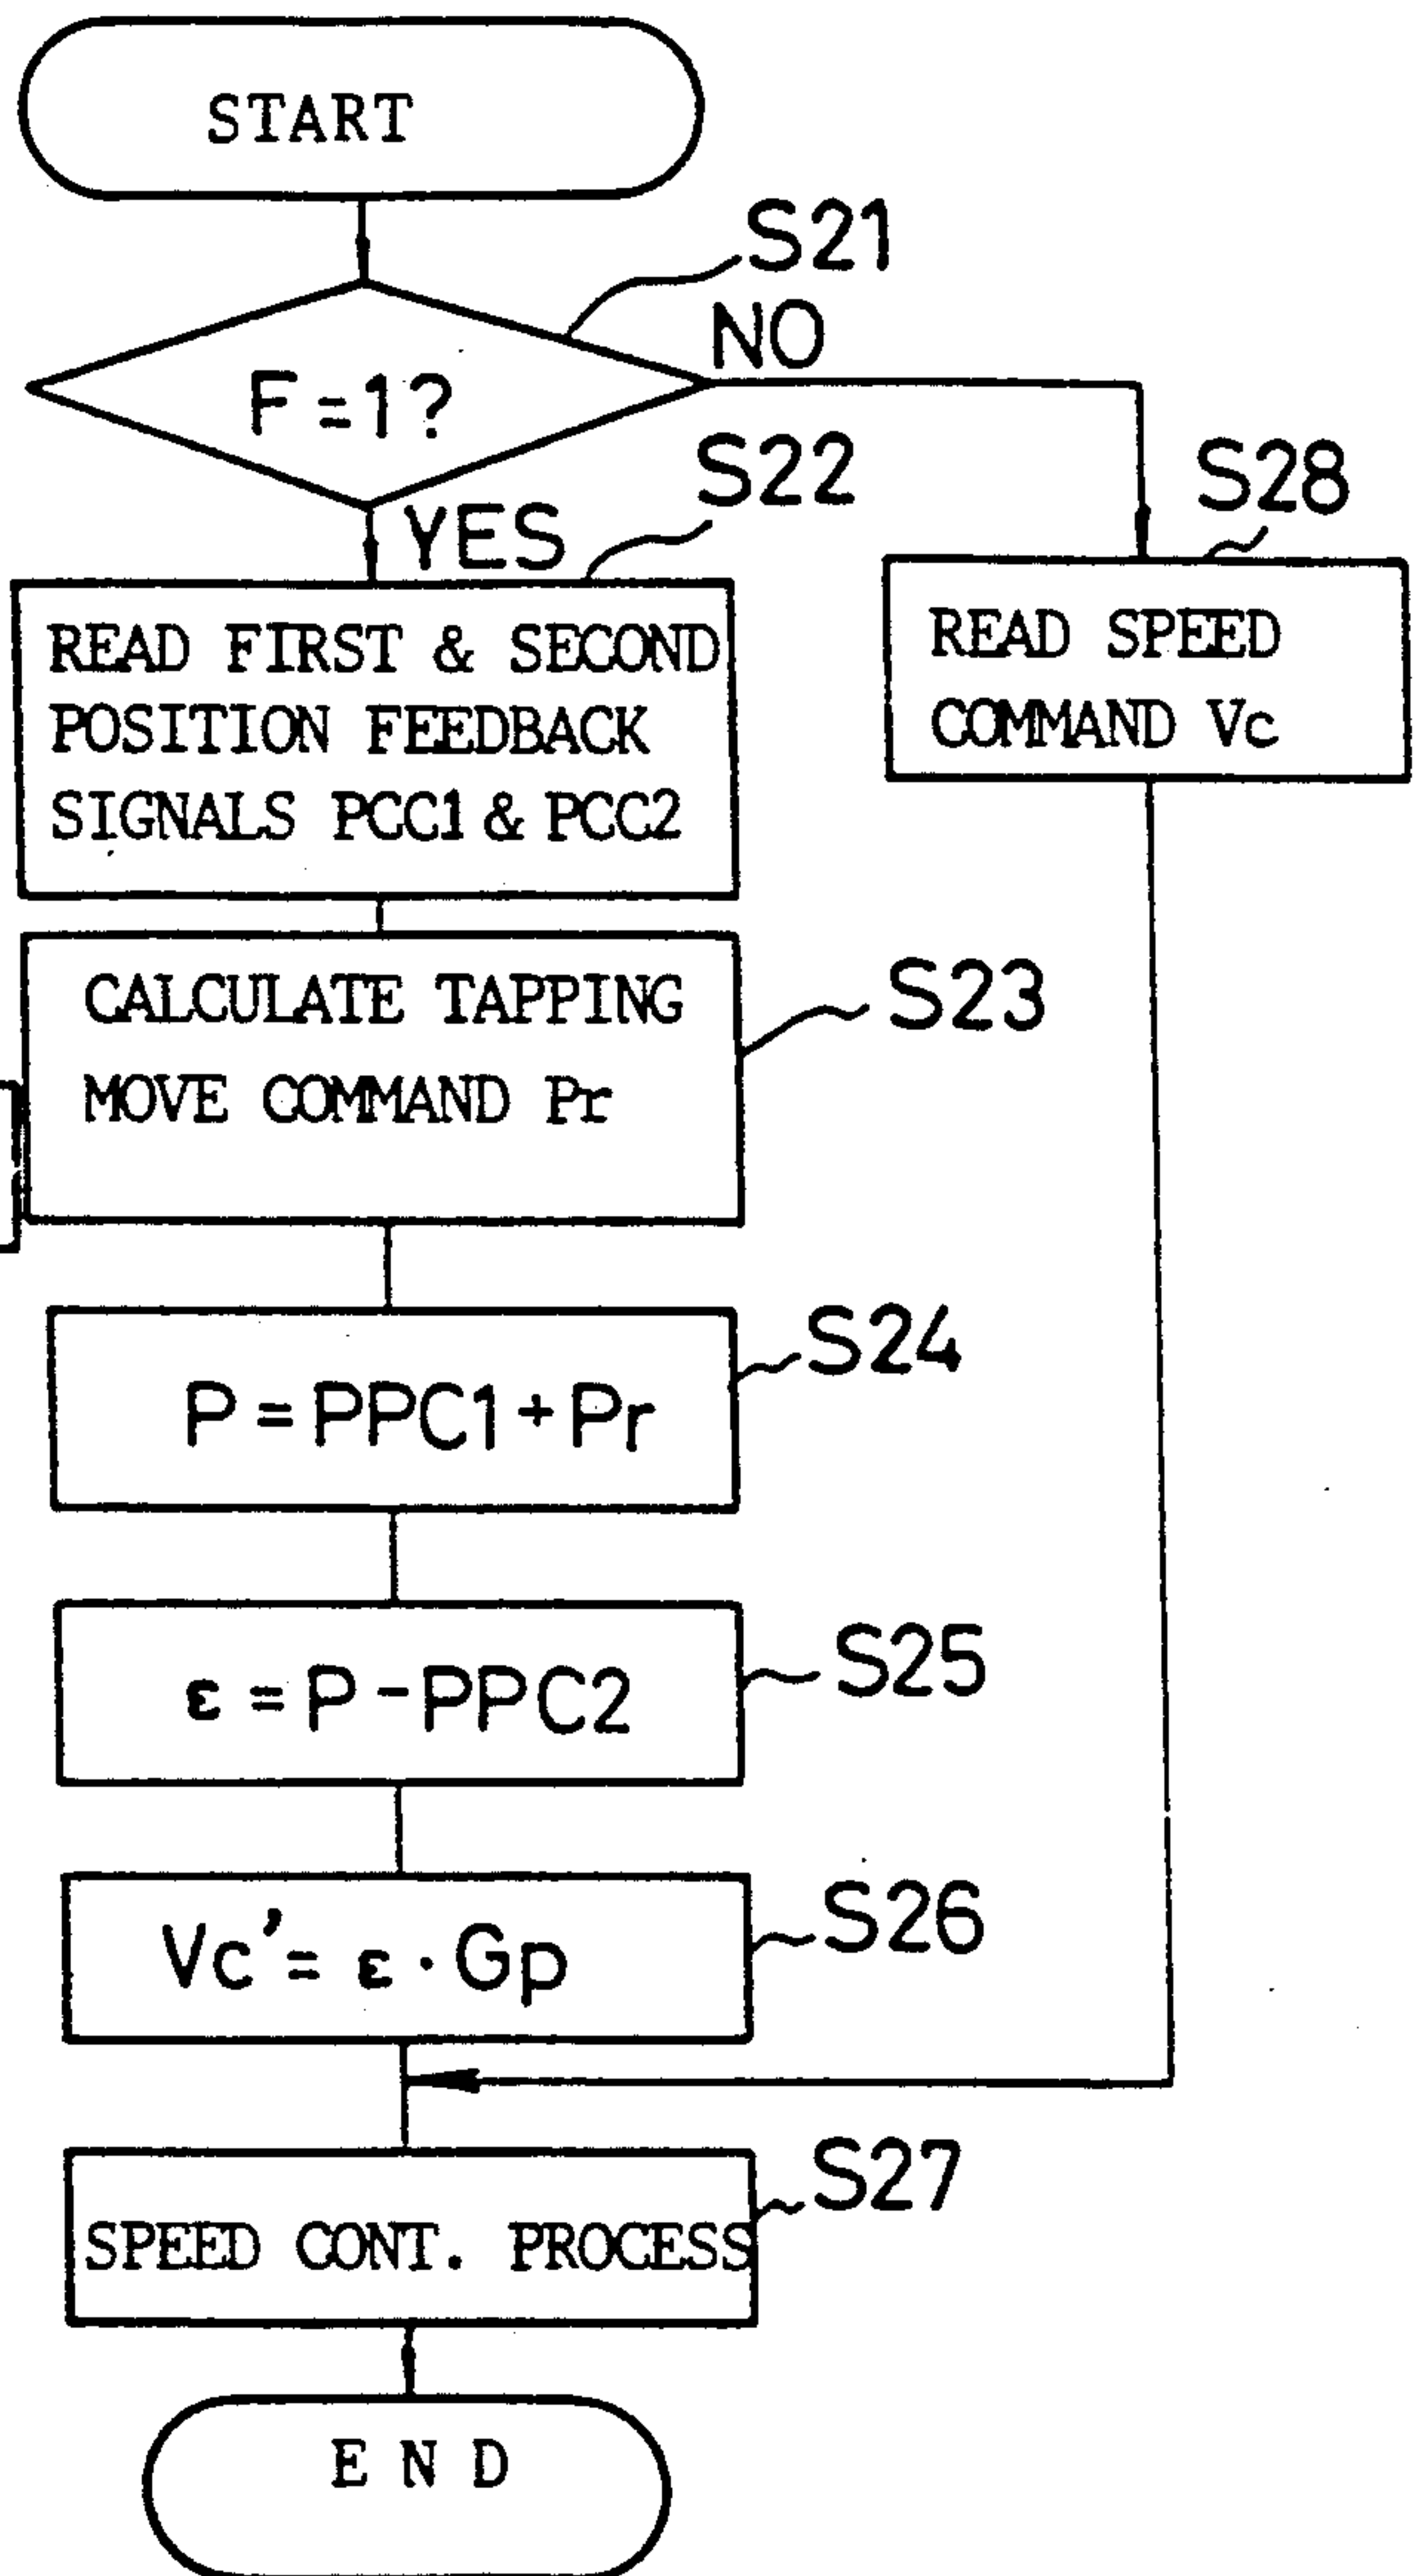 START
S21
NO
F=1?
S22
YES
S28
READ FIRST & SECOND
POSITION FEEDBACK
SIGNALS PCC1 & PCC2
READ SPEED
COMMAND Vc
CALCULATE TAPPING
MOVE COMMAND Pr
S23
S24
P = PPC1 + Pr
S25
ε = P - PPC2
S26
Vc' = ε · Gp
S27
SPEED CONT. PROCESS
END